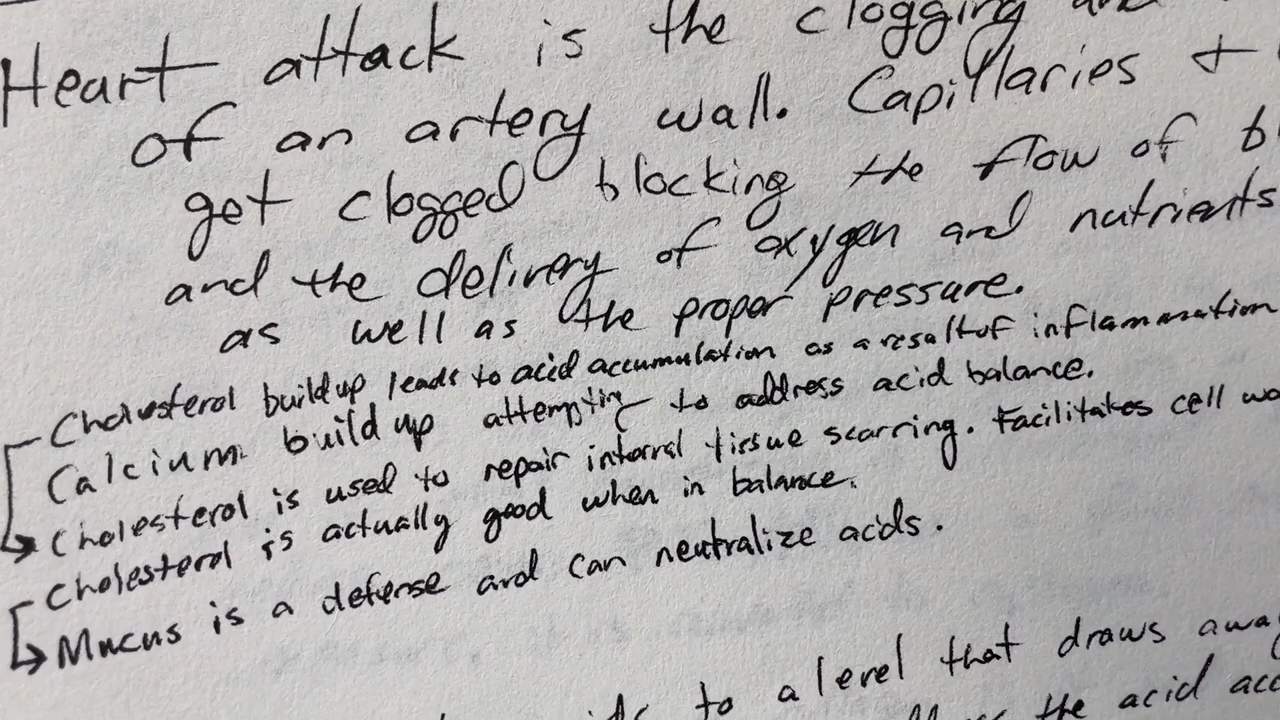 Heart attack is the clogging and
of an artery wall. Capillaries +
get clogged blocking the flow of
and the delivery of oxygen and nutrients
as well as the proper pressure.
Cholesterol buildup leads to acid accumulation as a result of inflammation
Calcium build up attempting to address acid balance.
Cholesterol is used to repair internal tissue scarring. Facilitates cell
Cholesterol is actually good when in balance.
Mucus is a defense and can neutralize acids.
to a level that draws away
the acid